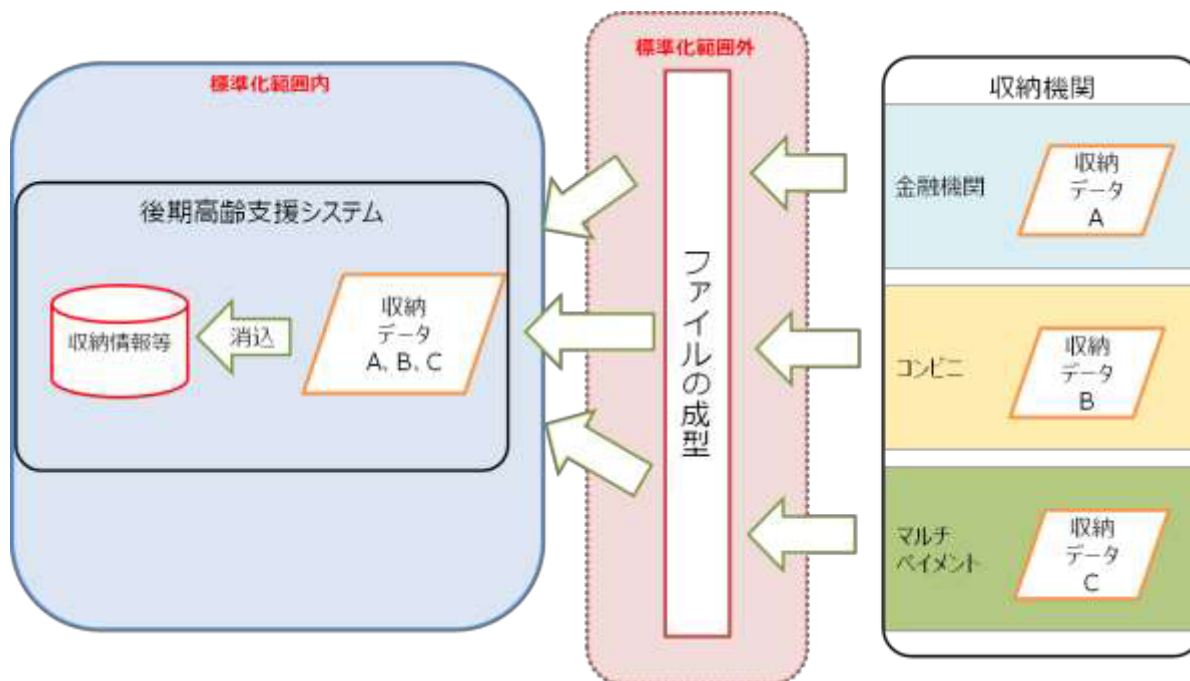 標準化範囲内
後期高齢支援システム
収納情報等
消込
収納
データ
A、B、C
標準化範囲外
ファイルの成型
収納機関
金融機関
収納
データ
A
コンビニ
収納
データ
B
マルチ
ペイメント
収納
データ
C